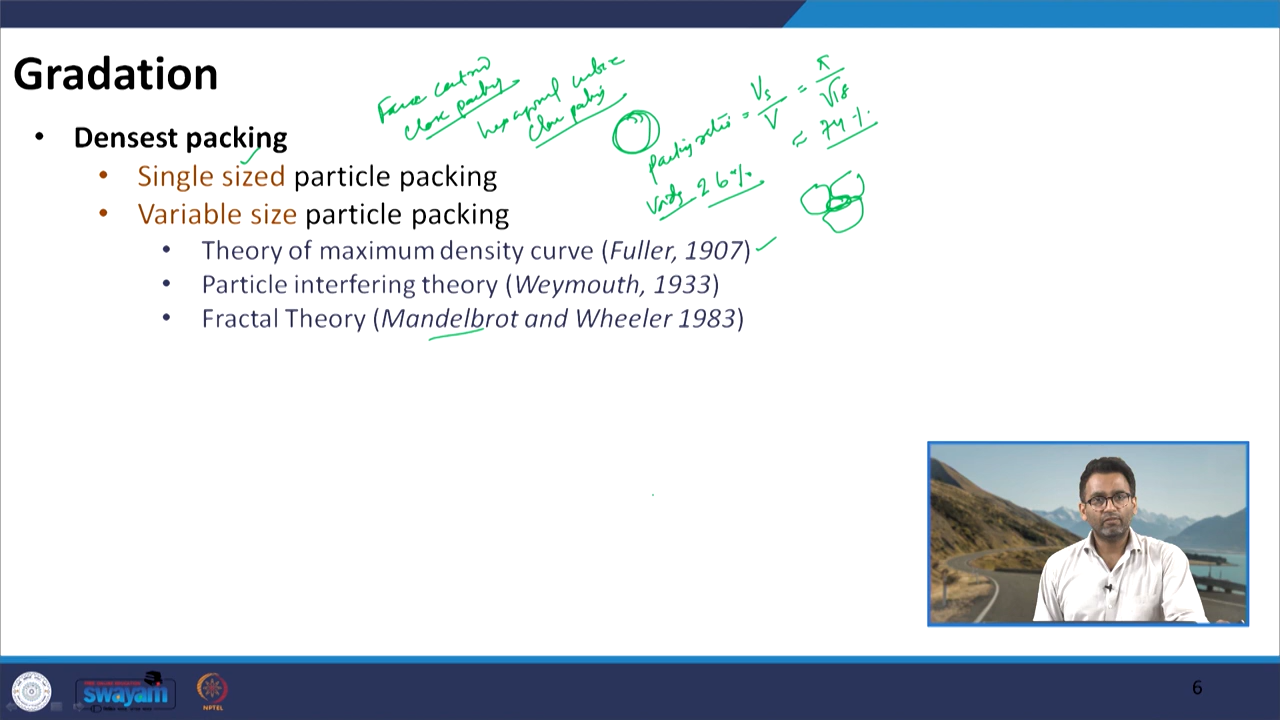 Gradation
Face centred
close packing
hexagonal cubic
close packing
packing ratio = Vs/V = π/√18
≈ 74 %
Voids 26%
• Densest packing
• Single sized particle packing
• Variable size particle packing
• Theory of maximum density curve (Fuller, 1907)
• Particle interfering theory (Weymouth, 1933)
• Fractal Theory (Mandelbrot and Wheeler 1983)
swayam
NPTEL
6